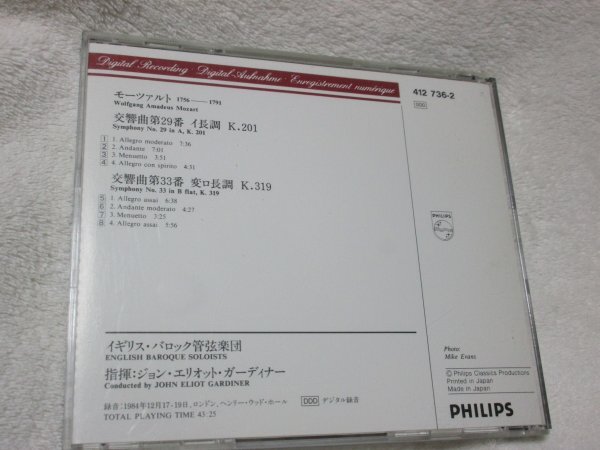 Digital Recording · Digital-Aufnahme · Enregistrement numérique
412 736-2
DDD
モーツァルト 1756——1791
Wolfgang Amadeus Mozart
交響曲第29番 イ長調 K.201
Symphony No. 29 in A, K. 201
1 1. Allegro moderato 7:36
2 2. Andante 7:01
3 3. Menuetto 3:51
4 4. Allegro con spirito 4:31
交響曲第33番 変ロ長調 K.319
Symphony No. 33 in B flat, K. 319
5 1. Allegro assai 6:38
6 2. Andante moderato 4:27
7 3. Menuetto 3:25
8 4. Allegro assai 5:56
PHILIPS
イギリス・バロック管弦楽団
ENGLISH BAROQUE SOLOISTS
指揮:ジョン・エリオット・ガーディナー
Conducted by JOHN ELIOT GARDINER
録音:1984年12月17-19日, ロンドン, ヘンリー・ウッド・ホール
DDD デジタル録音
TOTAL PLAYING TIME 43:25
Photo:
Mike Evans
Ⓟ Philips Classics Productions
Printed in Japan
Made in Japan
PHILIPS